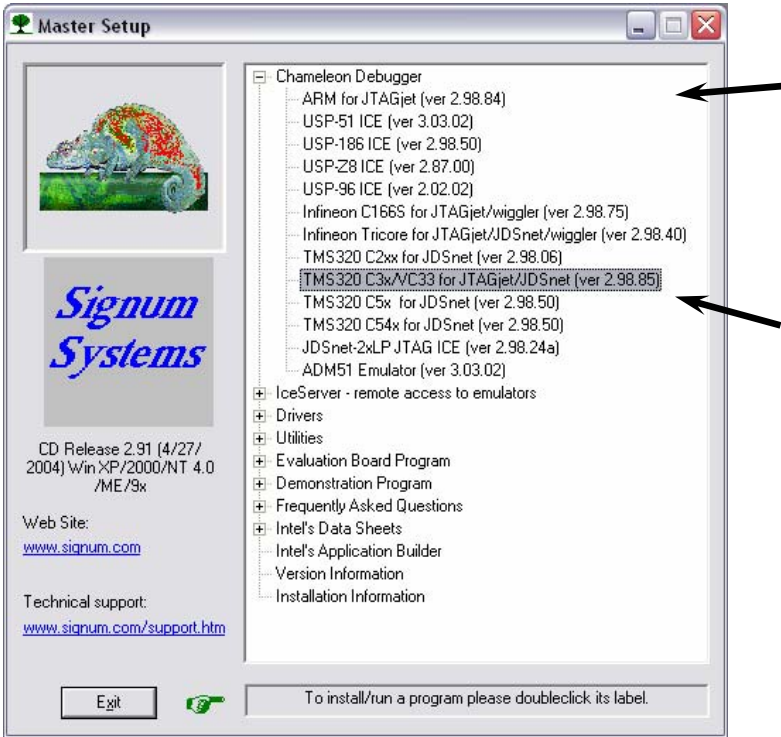 Master Setup
Chameleon Debugger
ARM for JTAGjet (ver 2.98.84)
USP-51 ICE (ver 3.03.02)
USP-186 ICE (ver 2.98.50)
USP-Z8 ICE (ver 2.87.00)
USP-96 ICE (ver 2.02.02)
Infineon C166S for JTAGjet/wiggler (ver 2.98.75)
Infineon Tricore for JTAGjet/JDSnet/wiggler (ver 2.98.40)
TMS320 C2xx for JDSnet (ver 2.98.06)
TMS320 C3x/VC33 for JTAGjet/JDSnet (ver 2.98.85)
TMS320 C5x for JDSnet (ver 2.98.50)
TMS320 C54x for JDSnet (ver 2.98.50)
JDSnet-2xLP JTAG ICE (ver 2.98.24a)
ADM51 Emulator (ver 3.03.02)
IceServer - remote access to emulators
Drivers
Utilities
Evaluation Board Program
Demonstration Program
Frequently Asked Questions
Intel's Data Sheets
Intel's Application Builder
Version Information
Installation Information
Signum
Systems
CD Release 2.91 (4/27/
2004) Win XP/2000/NT 4.0
/ME/9x
Web Site:
www.signum.com
Technical support:
www.signum.com/support.htm
Exit
To install/run a program please doubleclick its label.